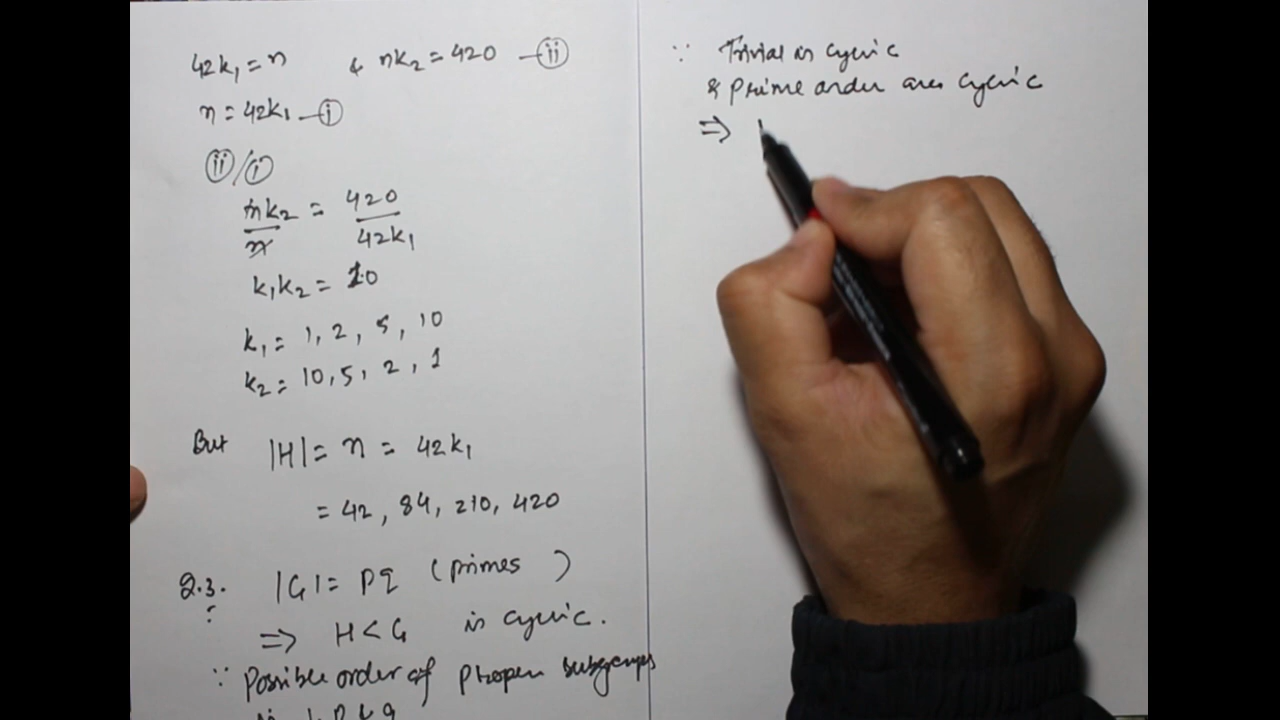 42k₁ = n & nk₂ = 420 —ⓘⓘ
n = 42k₁ —ⓘ
ⓘⓘ/ⓘ
nk₂/n = 420/42k₁
k₁k₂ = 10
k₁ = 1, 2, 5, 10
k₂ = 10, 5, 2, 1
But |H| = n = 42k₁
= 42, 84, 210, 420
Q.3. |G| = pq (primes)
⇒ H < G is cyclic.
∵ Possible order of proper subgroups
1, p & q
∵ Trivial is cyclic
& prime order are cyclic
⇒